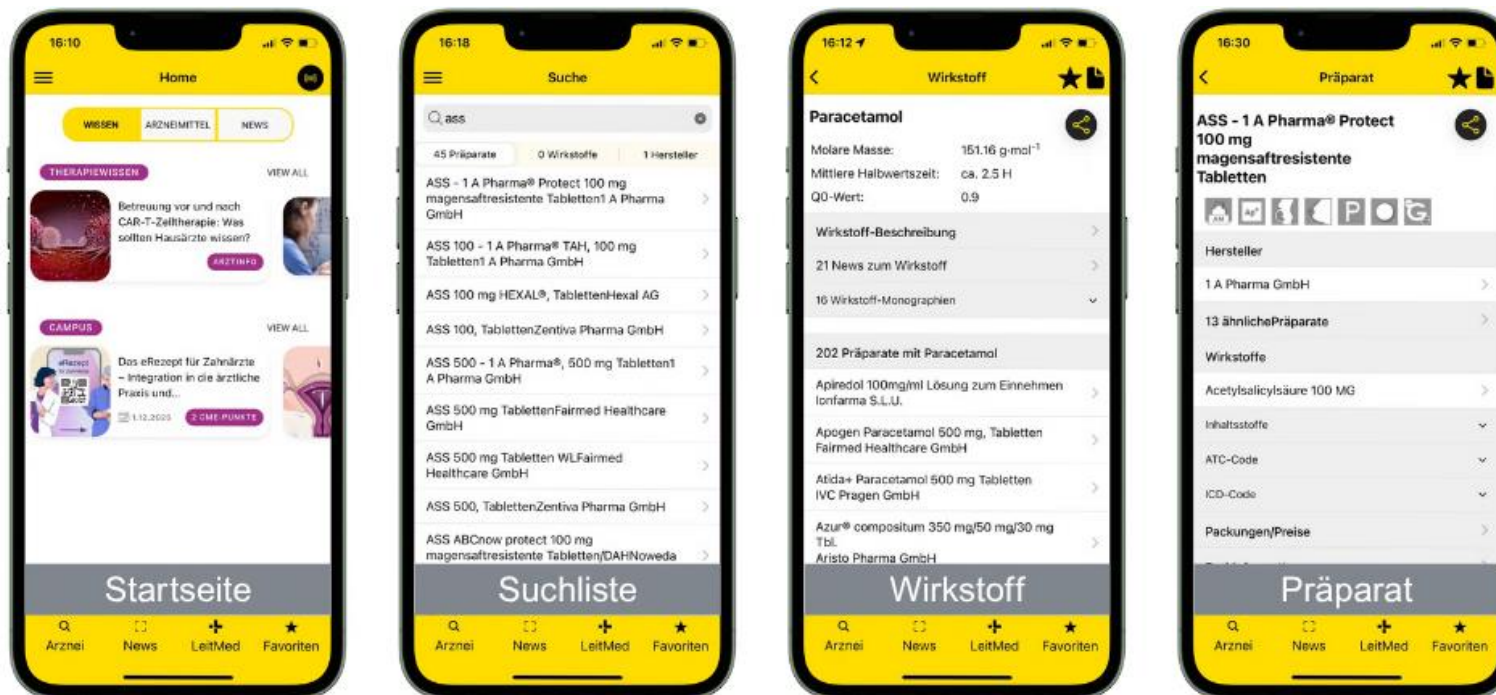 16:10
Home
WISSEN
ARZNEIMITTEL
NEWS
THERAPIEWISSEN
VIEW ALL
Betreuung vor und nach
CAR-T-Zelltherapie: Was
sollten Hausärzte wissen?
ARZTINFO
CAMPUS
VIEW ALL
eRezept
Das eRezept für Zahnärzte
– Integration in die ärztliche
Praxis und...
1.12.2025
2 CME-PUNKTE
Startseite
Arznei
News
LeitMed
Favoriten
16:18
Suche
ass
45 Präparate
0 Wirkstoffe
1 Hersteller
ASS - 1 A Pharma® Protect 100 mg
magensaftresistente Tabletten1 A Pharma
GmbH
ASS 100 - 1 A Pharma® TAH, 100 mg
Tabletten1 A Pharma GmbH
ASS 100 mg HEXAL®, TablettenHexal AG
ASS 100, TablettenZentiva Pharma GmbH
ASS 500 - 1 A Pharma®, 500 mg Tabletten1
A Pharma GmbH
ASS 500 mg TablettenFairmed Healthcare
GmbH
ASS 500 mg Tabletten WLFairmed
Healthcare GmbH
ASS 500, TablettenZentiva Pharma GmbH
ASS ABCnow protect 100 mg
magensaftresistente Tabletten/DAHNoweda
Suchliste
Arznei
News
LeitMed
Favoriten
16:12
Wirkstoff
Paracetamol
Molare Masse: 151.16 g·mol⁻¹
Mittlere Halbwertszeit: ca. 2.5 H
Q0-Wert: 0.9
Wirkstoff-Beschreibung
21 News zum Wirkstoff
16 Wirkstoff-Monographien
202 Präparate mit Paracetamol
Apiredol 100mg/ml Lösung zum Einnehmen
Ionfarma S.L.U.
Apogen Paracetamol 500 mg, Tabletten
Fairmed Healthcare GmbH
Atida+ Paracetamol 500 mg Tabletten
IVC Pragen GmbH
Azur® compositum 350 mg/50 mg/30 mg
Tbl.
Aristo Pharma GmbH
Wirkstoff
Arznei
News
LeitMed
Favoriten
16:30
Präparat
ASS - 1 A Pharma® Protect
100 mg
magensaftresistente
Tabletten
P
G
Hersteller
1 A Pharma GmbH
13 ähnlichePräparate
Wirkstoffe
Acetylsalicylsäure 100 MG
Inhaltsstoffe
ATC-Code
ICD-Code
Packungen/Preise
Präparat
Arznei
News
LeitMed
Favoriten